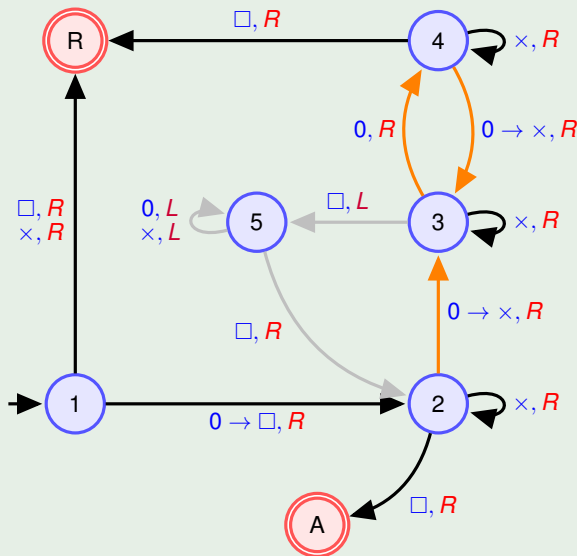 □, R
R
4
×, R
0, R
0 → ×, R
□, R
×, R
0, L
×, L
5
□, L
3
×, R
□, R
0 → ×, R
1
0 → □, R
2
×, R
□, R
A